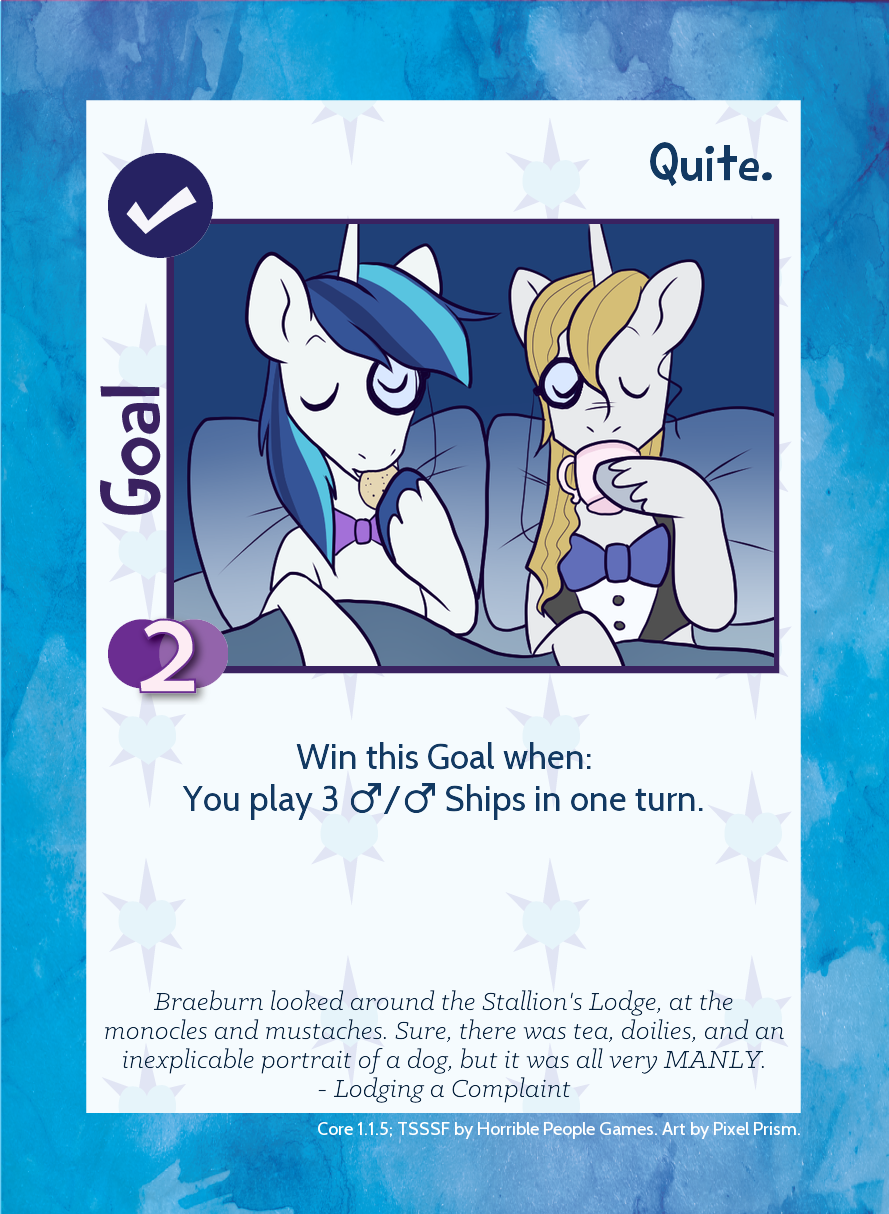 Quite.
Goal
2
Win this Goal when:
You play 3 ♂/♂ Ships in one turn.
Braeburn looked around the Stallion's Lodge, at the
monocles and mustaches. Sure, there was tea, doilies, and an
inexplicable portrait of a dog, but it was all very MANLY.
- Lodging a Complaint
Core 1.1.5; TSSSF by Horrible People Games. Art by Pixel Prism.